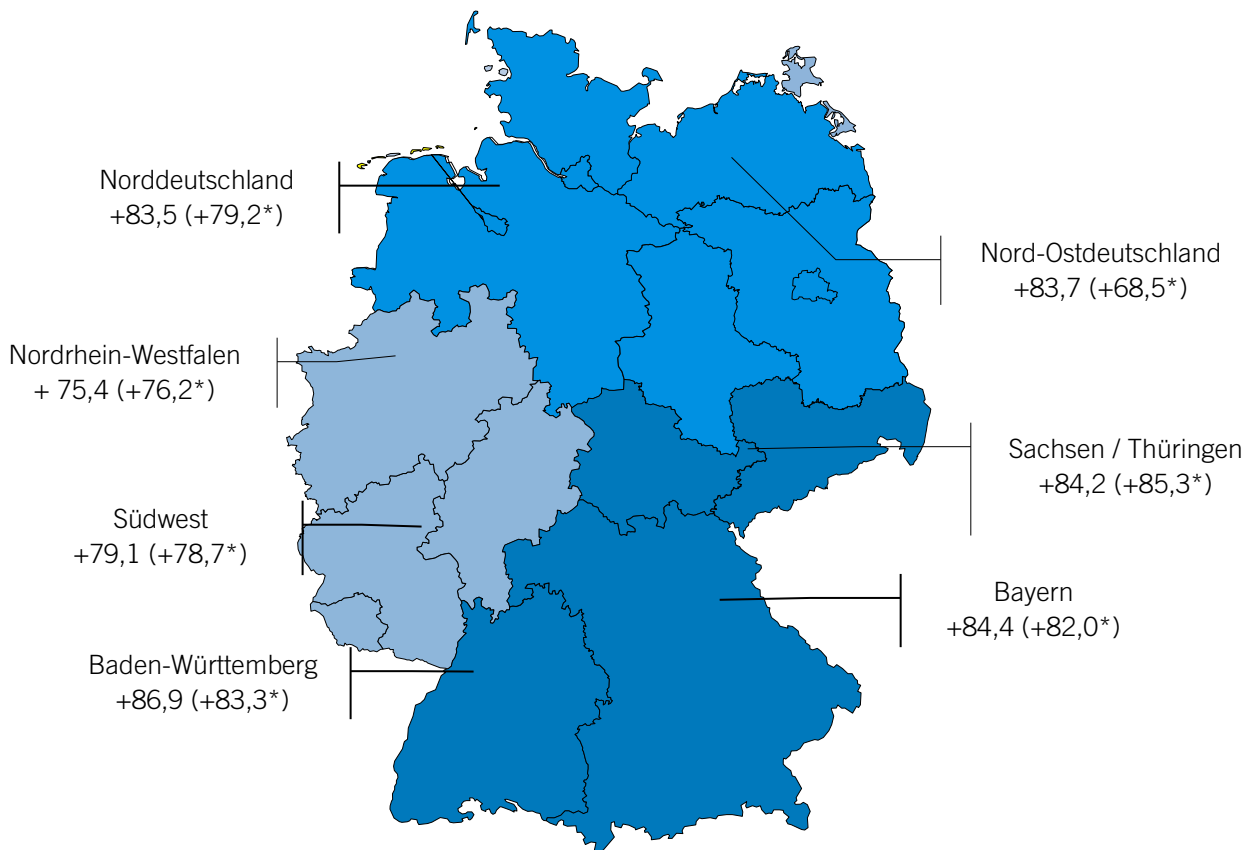 Norddeutschland
+83,5 (+79,2*)
Nord-Ostdeutschland
+83,7 (+68,5*)
Nordrhein-Westfalen
+ 75,4 (+76,2*)
Sachsen / Thüringen
+84,2 (+85,3*)
Südwest
+79,1 (+78,7*)
Bayern
+84,4 (+82,0*)
Baden-Württemberg
+86,9 (+83,3*)